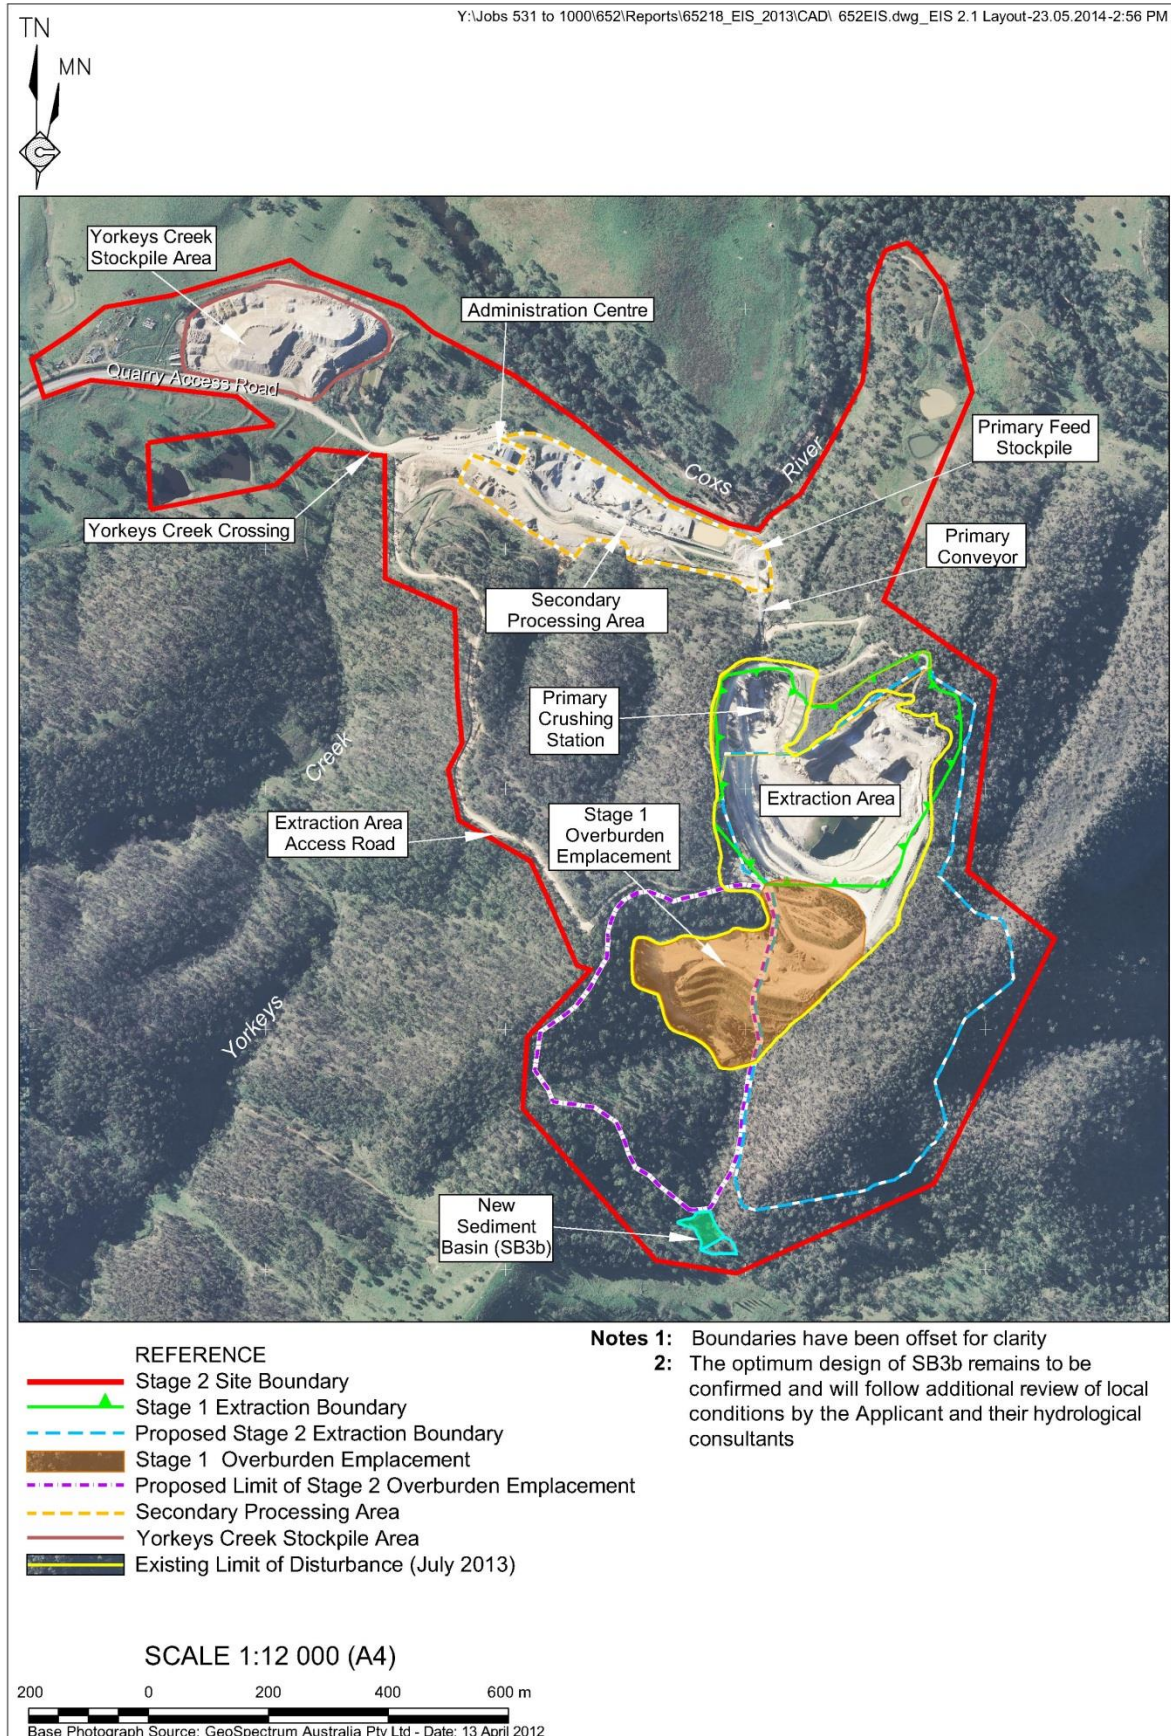 Y:\Jobs 531 to 1000\652\Reports\65218_EIS_2013\CAD\ 652EIS.dwg_EIS 2.1 Layout-23.05.2014-2:56 PM
TN
MN
Yorkeys Creek
Stockpile Area
Administration Centre
Quarry Access Road
Primary Feed
Stockpile
Coxs
River
Yorkeys Creek Crossing
Primary
Conveyor
Secondary
Processing Area
Primary
Crushing
Station
Creek
Extraction Area
Stage 1
Overburden
Emplacement
Extraction Area
Access Road
Yorkeys
New
Sediment
Basin (SB3b)
REFERENCE
Stage 2 Site Boundary
Stage 1 Extraction Boundary
Proposed Stage 2 Extraction Boundary
Stage 1 Overburden Emplacement
Proposed Limit of Stage 2 Overburden Emplacement
Secondary Processing Area
Yorkeys Creek Stockpile Area
Existing Limit of Disturbance (July 2013)
Notes 1: Boundaries have been offset for clarity
2: The optimum design of SB3b remains to be
confirmed and will follow additional review of local
conditions by the Applicant and their hydrological
consultants
SCALE 1:12 000 (A4)
200 0 200 400 600 m
Base Photograph Source: GeoSpectrum Australia Pty Ltd - Date: 13 April 2012